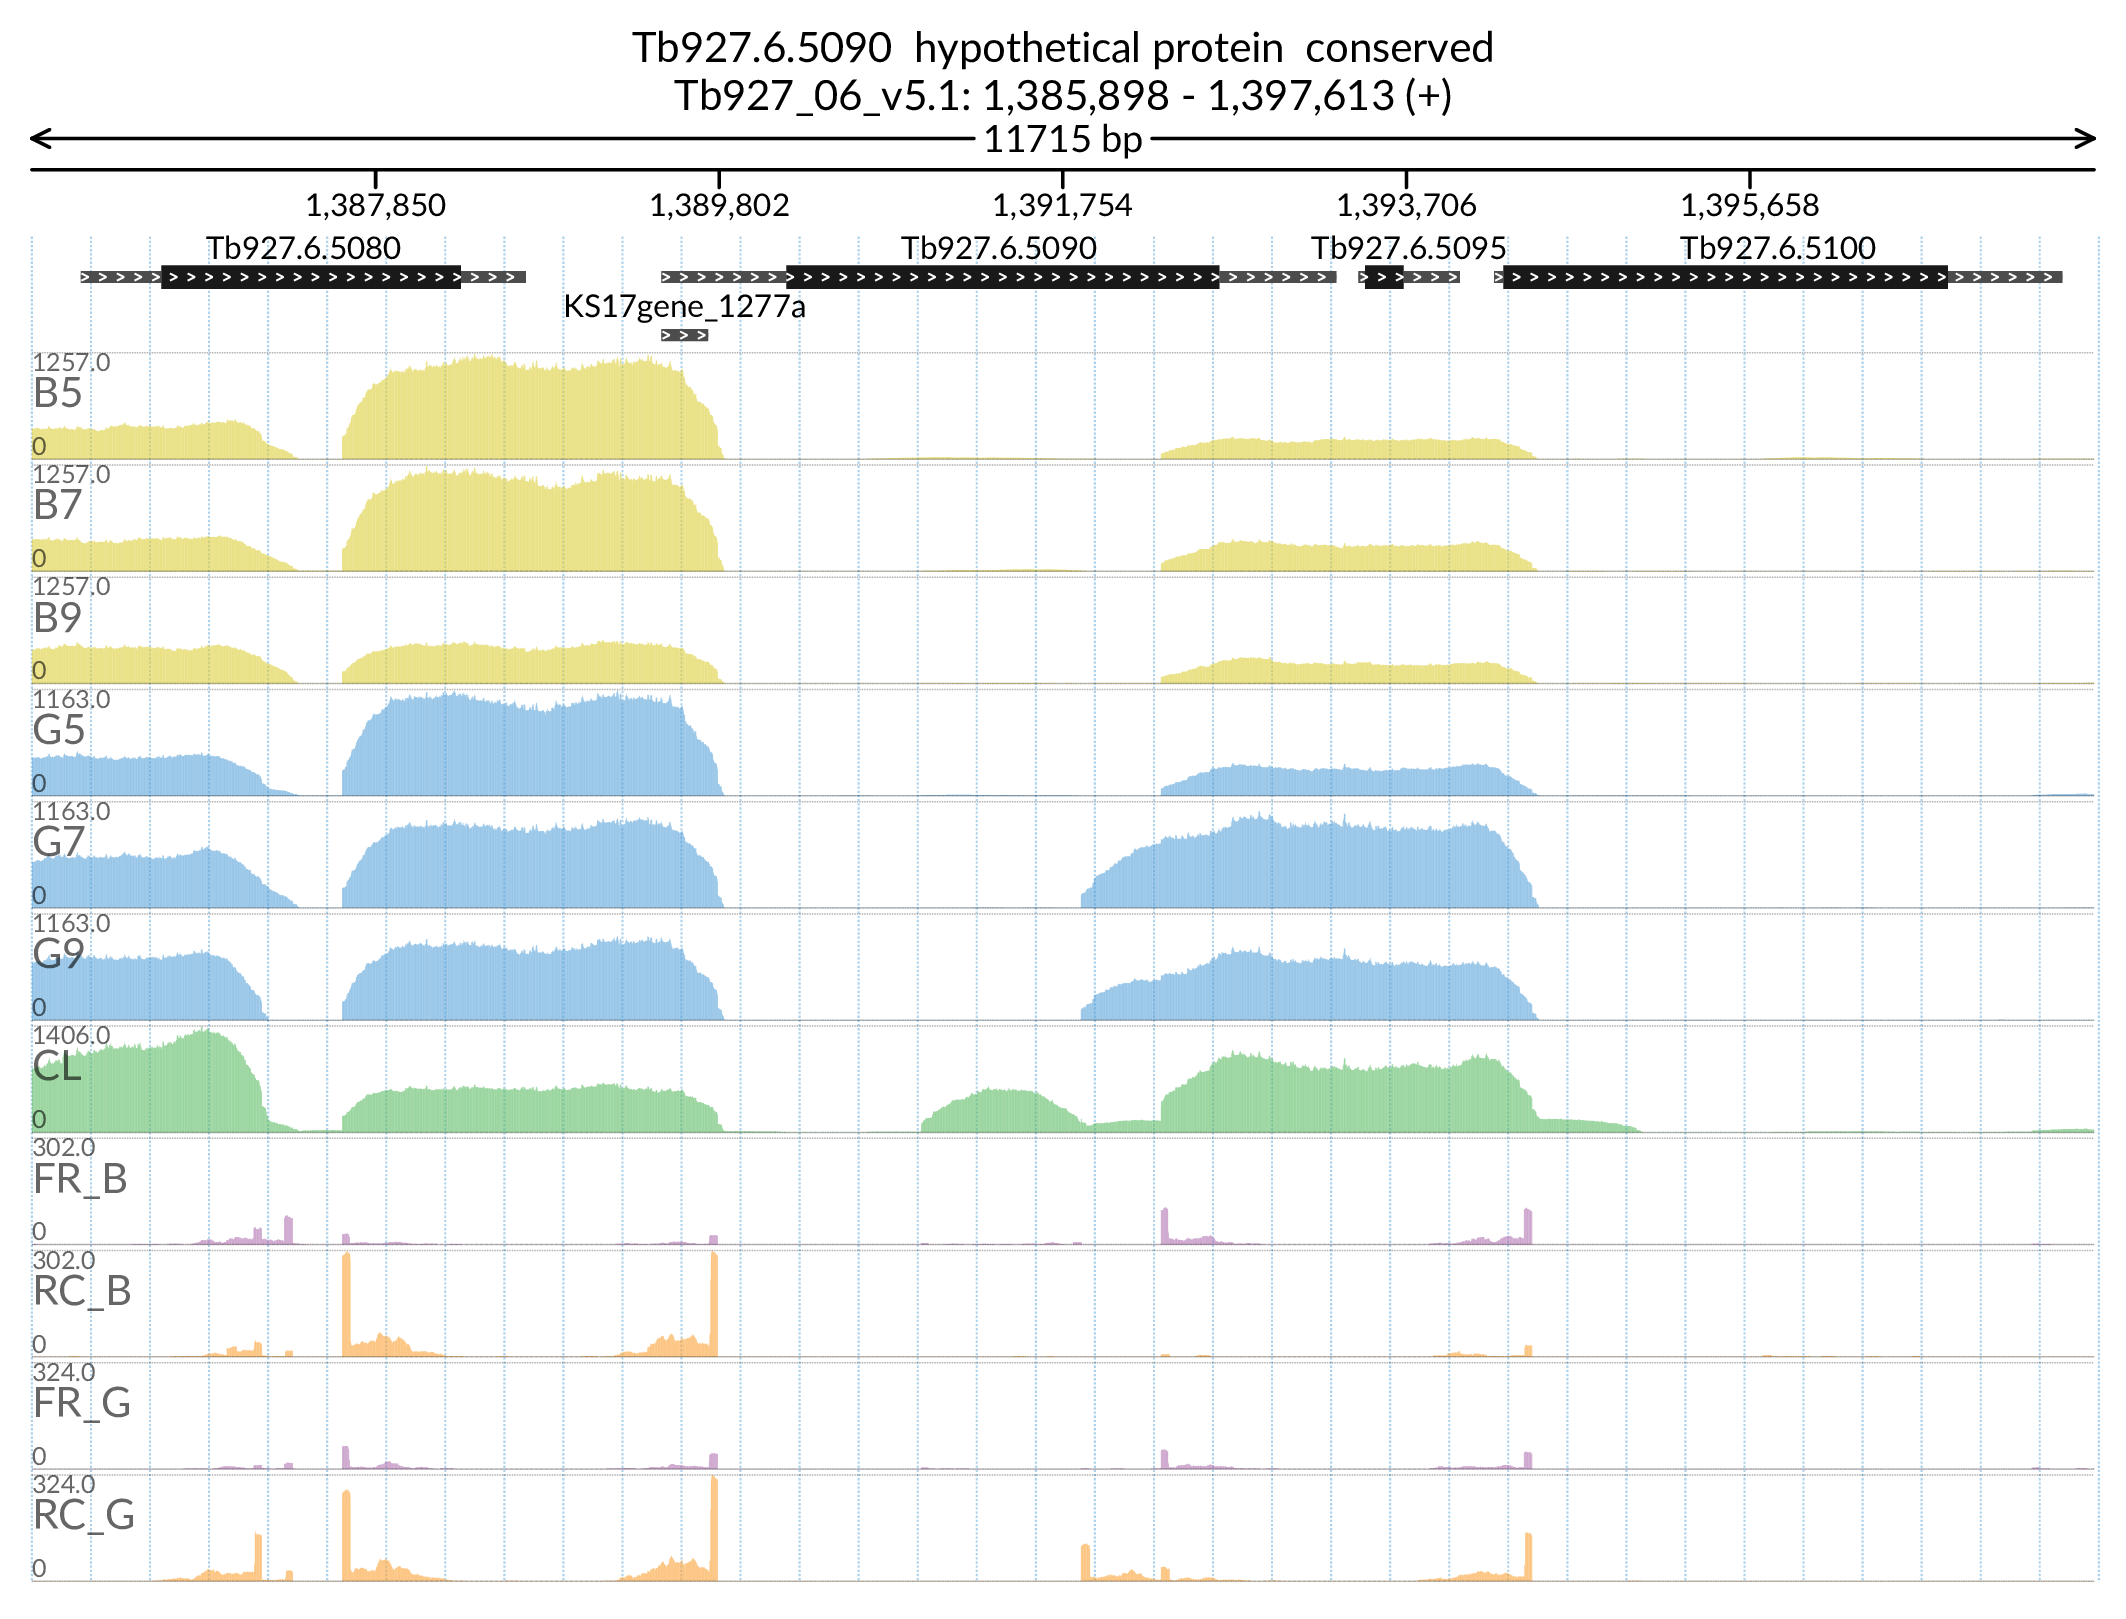 Tb927.6.5090  hypothetical protein  conserved
Tb927_06_v5.1: 1,385,898 - 1,397,613 (+)
11715 bp
1,387,850 1,389,802 1,391,754 1,393,706 1,395,658
Tb927.6.5080 Tb927.6.5090 Tb927.6.5095 Tb927.6.5100
KS17gene_1277a
1257.0
B5
0
1257.0
B7
0
1257.0
B9
0
1163.0
G5
0
1163.0
G7
0
1163.0
G9
0
1406.0
CL
0
302.0
FR_B
0
302.0
RC_B
0
324.0
FR_G
0
324.0
RC_G
0